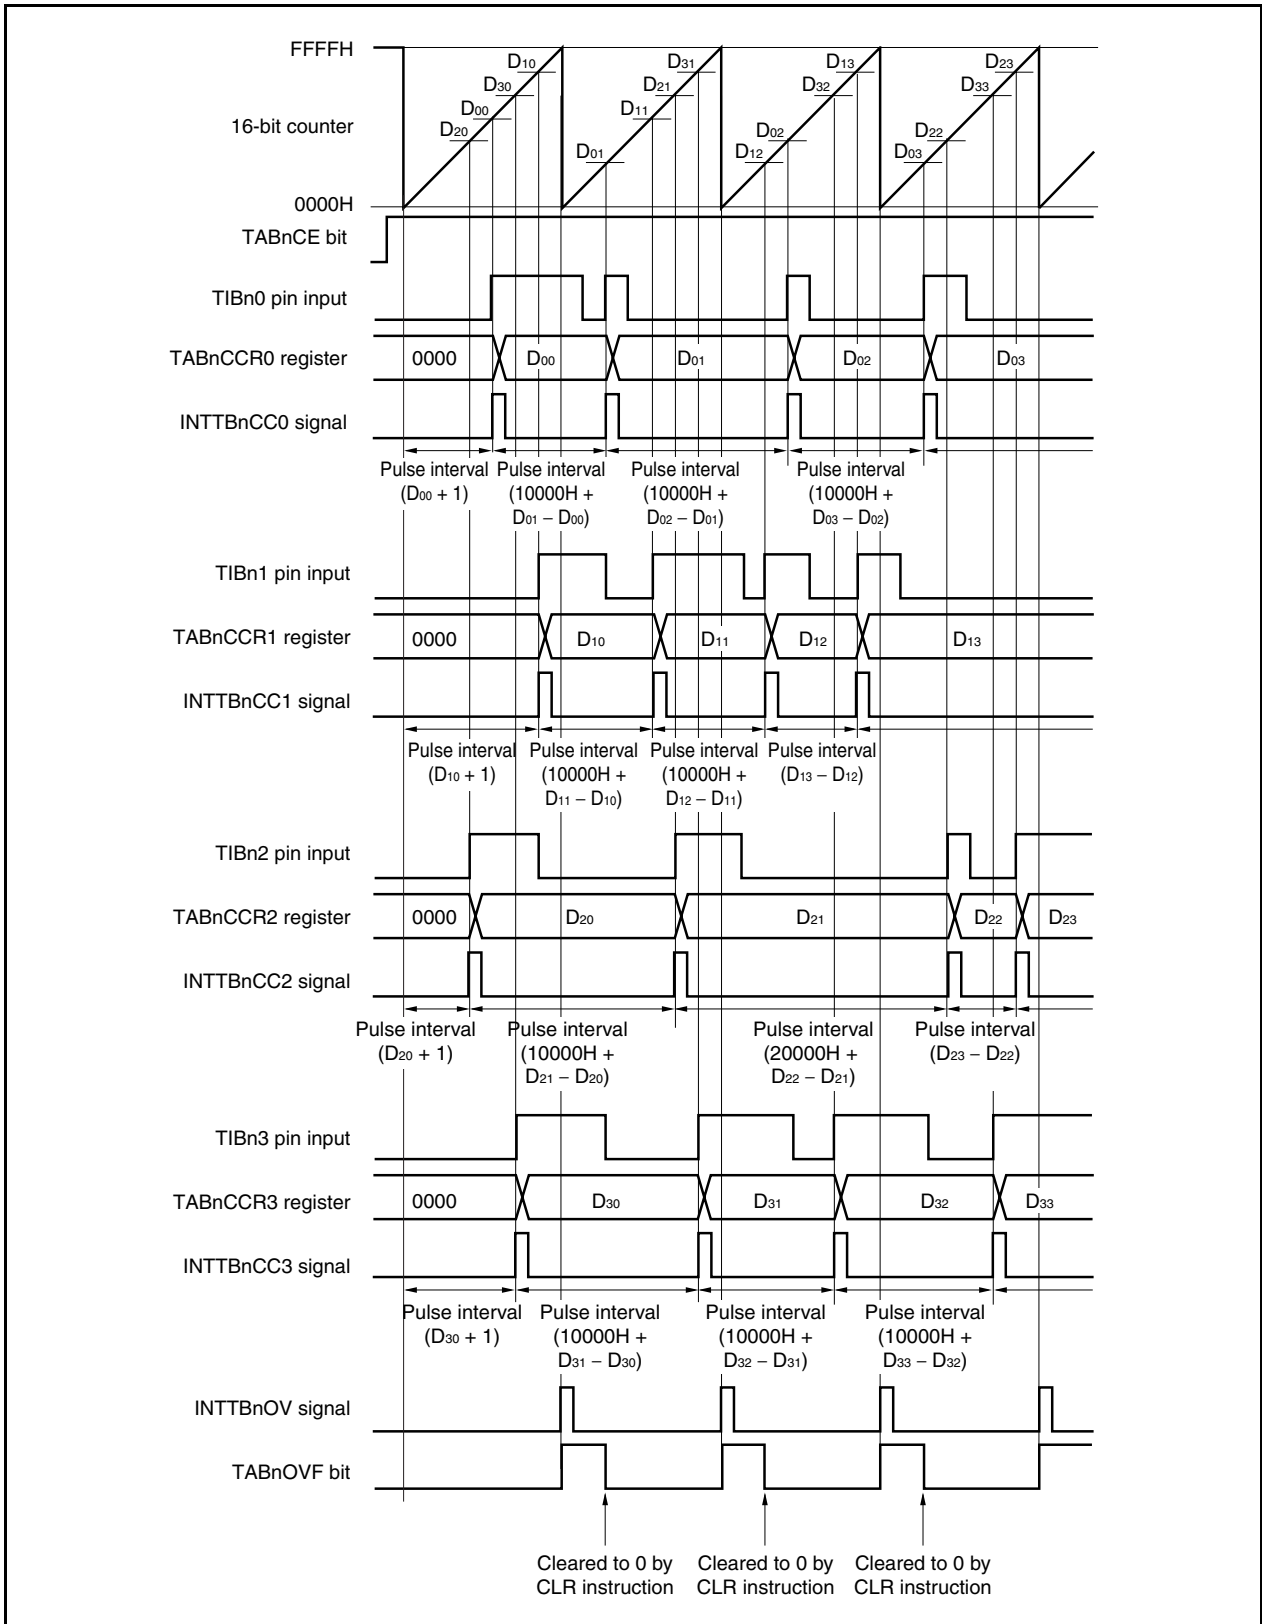 FFFFH
D10
D31
D13
D23
D30
D21
D32
D33
D00
D11
16-bit counter
D20
D02
D22
D01
D12
D03
0000H
TABnCE bit
TIBn0 pin input
TABnCCR0 register
0000
D00
D01
D02
D03
INTTBnCC0 signal
Pulse interval
(D00 + 1)
Pulse interval
(10000H +
D01 – D00)
Pulse interval
(10000H +
D02 – D01)
Pulse interval
(10000H +
D03 – D02)
TIBn1 pin input
TABnCCR1 register
0000
D10
D11
D12
D13
INTTBnCC1 signal
Pulse interval
(D10 + 1)
Pulse interval
(10000H +
D11 – D10)
Pulse interval
(10000H +
D12 – D11)
Pulse interval
(D13 – D12)
TIBn2 pin input
TABnCCR2 register
0000
D20
D21
D22
D23
INTTBnCC2 signal
Pulse interval
(D20 + 1)
Pulse interval
(10000H +
D21 – D20)
Pulse interval
(20000H +
D22 – D21)
Pulse interval
(D23 – D22)
TIBn3 pin input
TABnCCR3 register
0000
D30
D31
D32
D33
INTTBnCC3 signal
Pulse interval
(D30 + 1)
Pulse interval
(10000H +
D31 – D30)
Pulse interval
(10000H +
D32 – D31)
Pulse interval
(10000H +
D33 – D32)
INTTBnOV signal
TABnOVF bit
Cleared to 0 by
CLR instruction
Cleared to 0 by
CLR instruction
Cleared to 0 by
CLR instruction